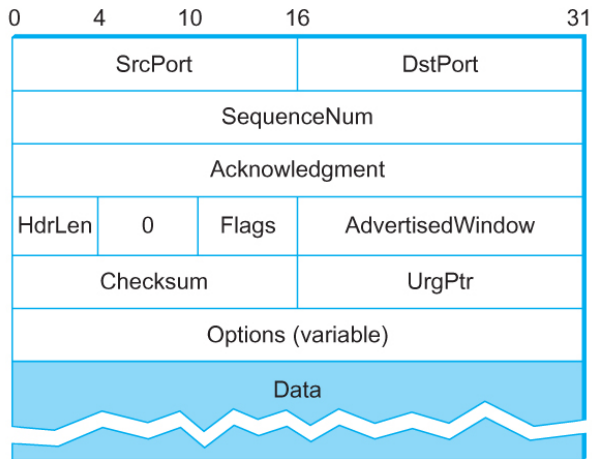 0 4 10 16 31
SrcPort DstPort
SequenceNum
Acknowledgment
HdrLen 0 Flags AdvertisedWindow
Checksum UrgPtr
Options (variable)
Data